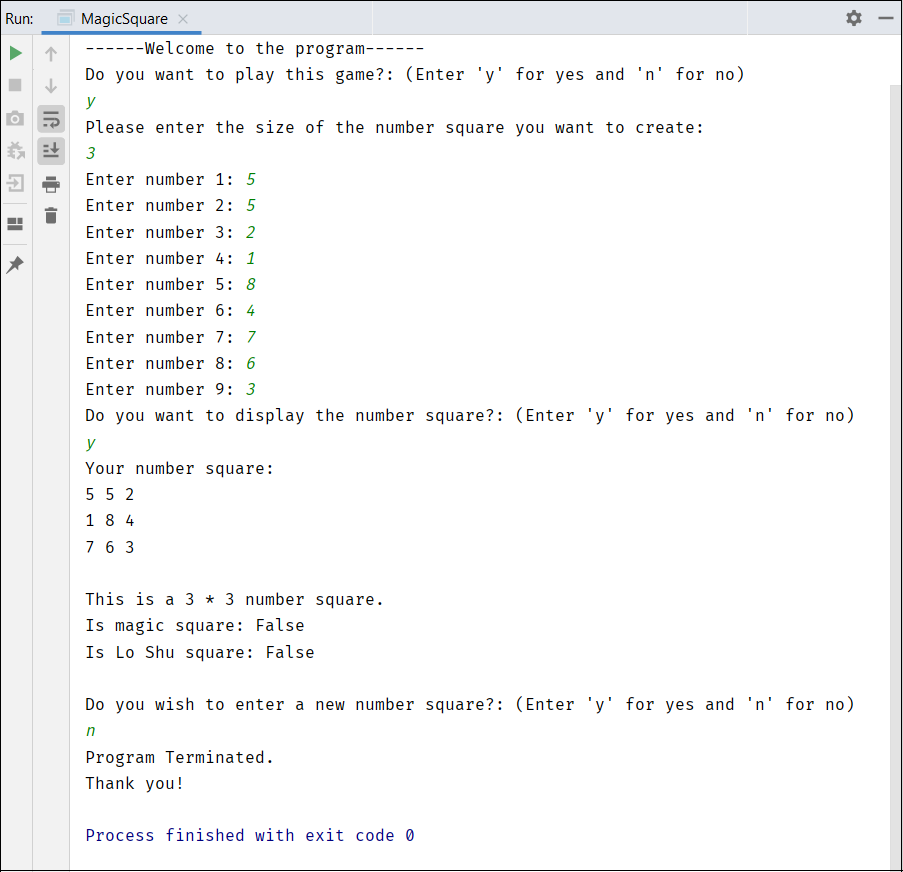 Run: MagicSquare
------Welcome to the program------
Do you want to play this game?: (Enter 'y' for yes and 'n' for no)
y
Please enter the size of the number square you want to create:
3
Enter number 1: 5
Enter number 2: 5
Enter number 3: 2
Enter number 4: 1
Enter number 5: 8
Enter number 6: 4
Enter number 7: 7
Enter number 8: 6
Enter number 9: 3
Do you want to display the number square?: (Enter 'y' for yes and 'n' for no)
y
Your number square:
5 5 2
1 8 4
7 6 3
This is a 3 * 3 number square.
Is magic square: False
Is Lo Shu square: False
Do you wish to enter a new number square?: (Enter 'y' for yes and 'n' for no)
n
Program Terminated.
Thank you!
Process finished with exit code 0